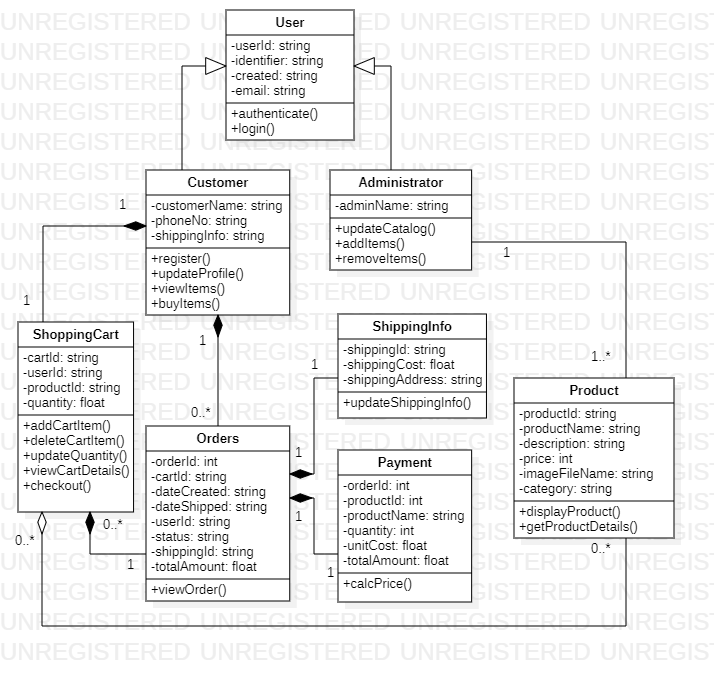 User
-userId: string
-identifier: string
-created: string
-email: string
+authenticate()
+login()
Customer
-customerName: string
-phoneNo: string
-shippingInfo: string
+register()
+updateProfile()
+viewItems()
+buyItems()
Administrator
-adminName: string
+updateCatalog()
+addItems()
+removeItems()
1
1
1
1..*
ShoppingCart
-cartId: string
-userId: string
-productId: string
-quantity: float
+addCartItem()
+deleteCartItem()
+updateQuantity()
+viewCartDetails()
+checkout()
1
0..*
ShippingInfo
-shippingId: string
-shippingCost: float
-shippingAddress: string
+updateShippingInfo()
1
Product
-productId: string
-productName: string
-description: string
-price: int
-imageFileName: string
-category: string
+displayProduct()
+getProductDetails()
Orders
-orderId: int
-cartId: string
-dateCreated: string
-dateShipped: string
-userId: string
-status: string
-shippingId: string
-totalAmount: float
+viewOrder()
1
1
Payment
-orderId: int
-productId: int
-productName: string
-quantity: int
-unitCost: float
-totalAmount: float
+calcPrice()
1
0..*
0..*
1
0..*
UNREGISTERED